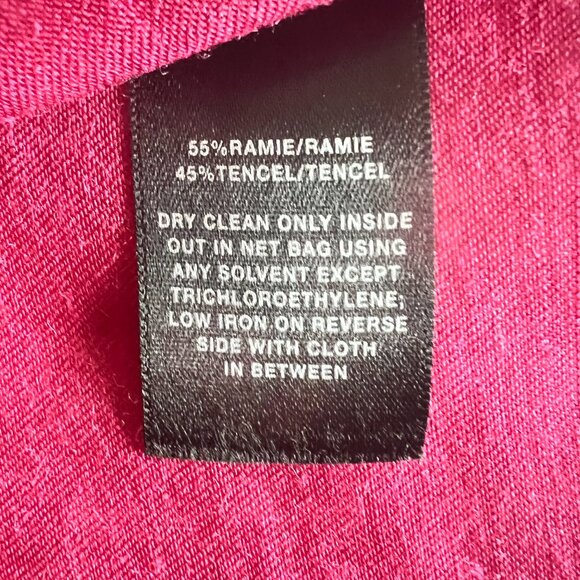 55%RAMIE/RAMIE
45%TENCEL/TENCEL
DRY CLEAN ONLY INSIDE
OUT IN NET BAG USING
ANY SOLVENT EXCEPT
TRICHLOROETHYLENE;
LOW IRON ON REVERSE
SIDE WITH CLOTH
IN BETWEEN